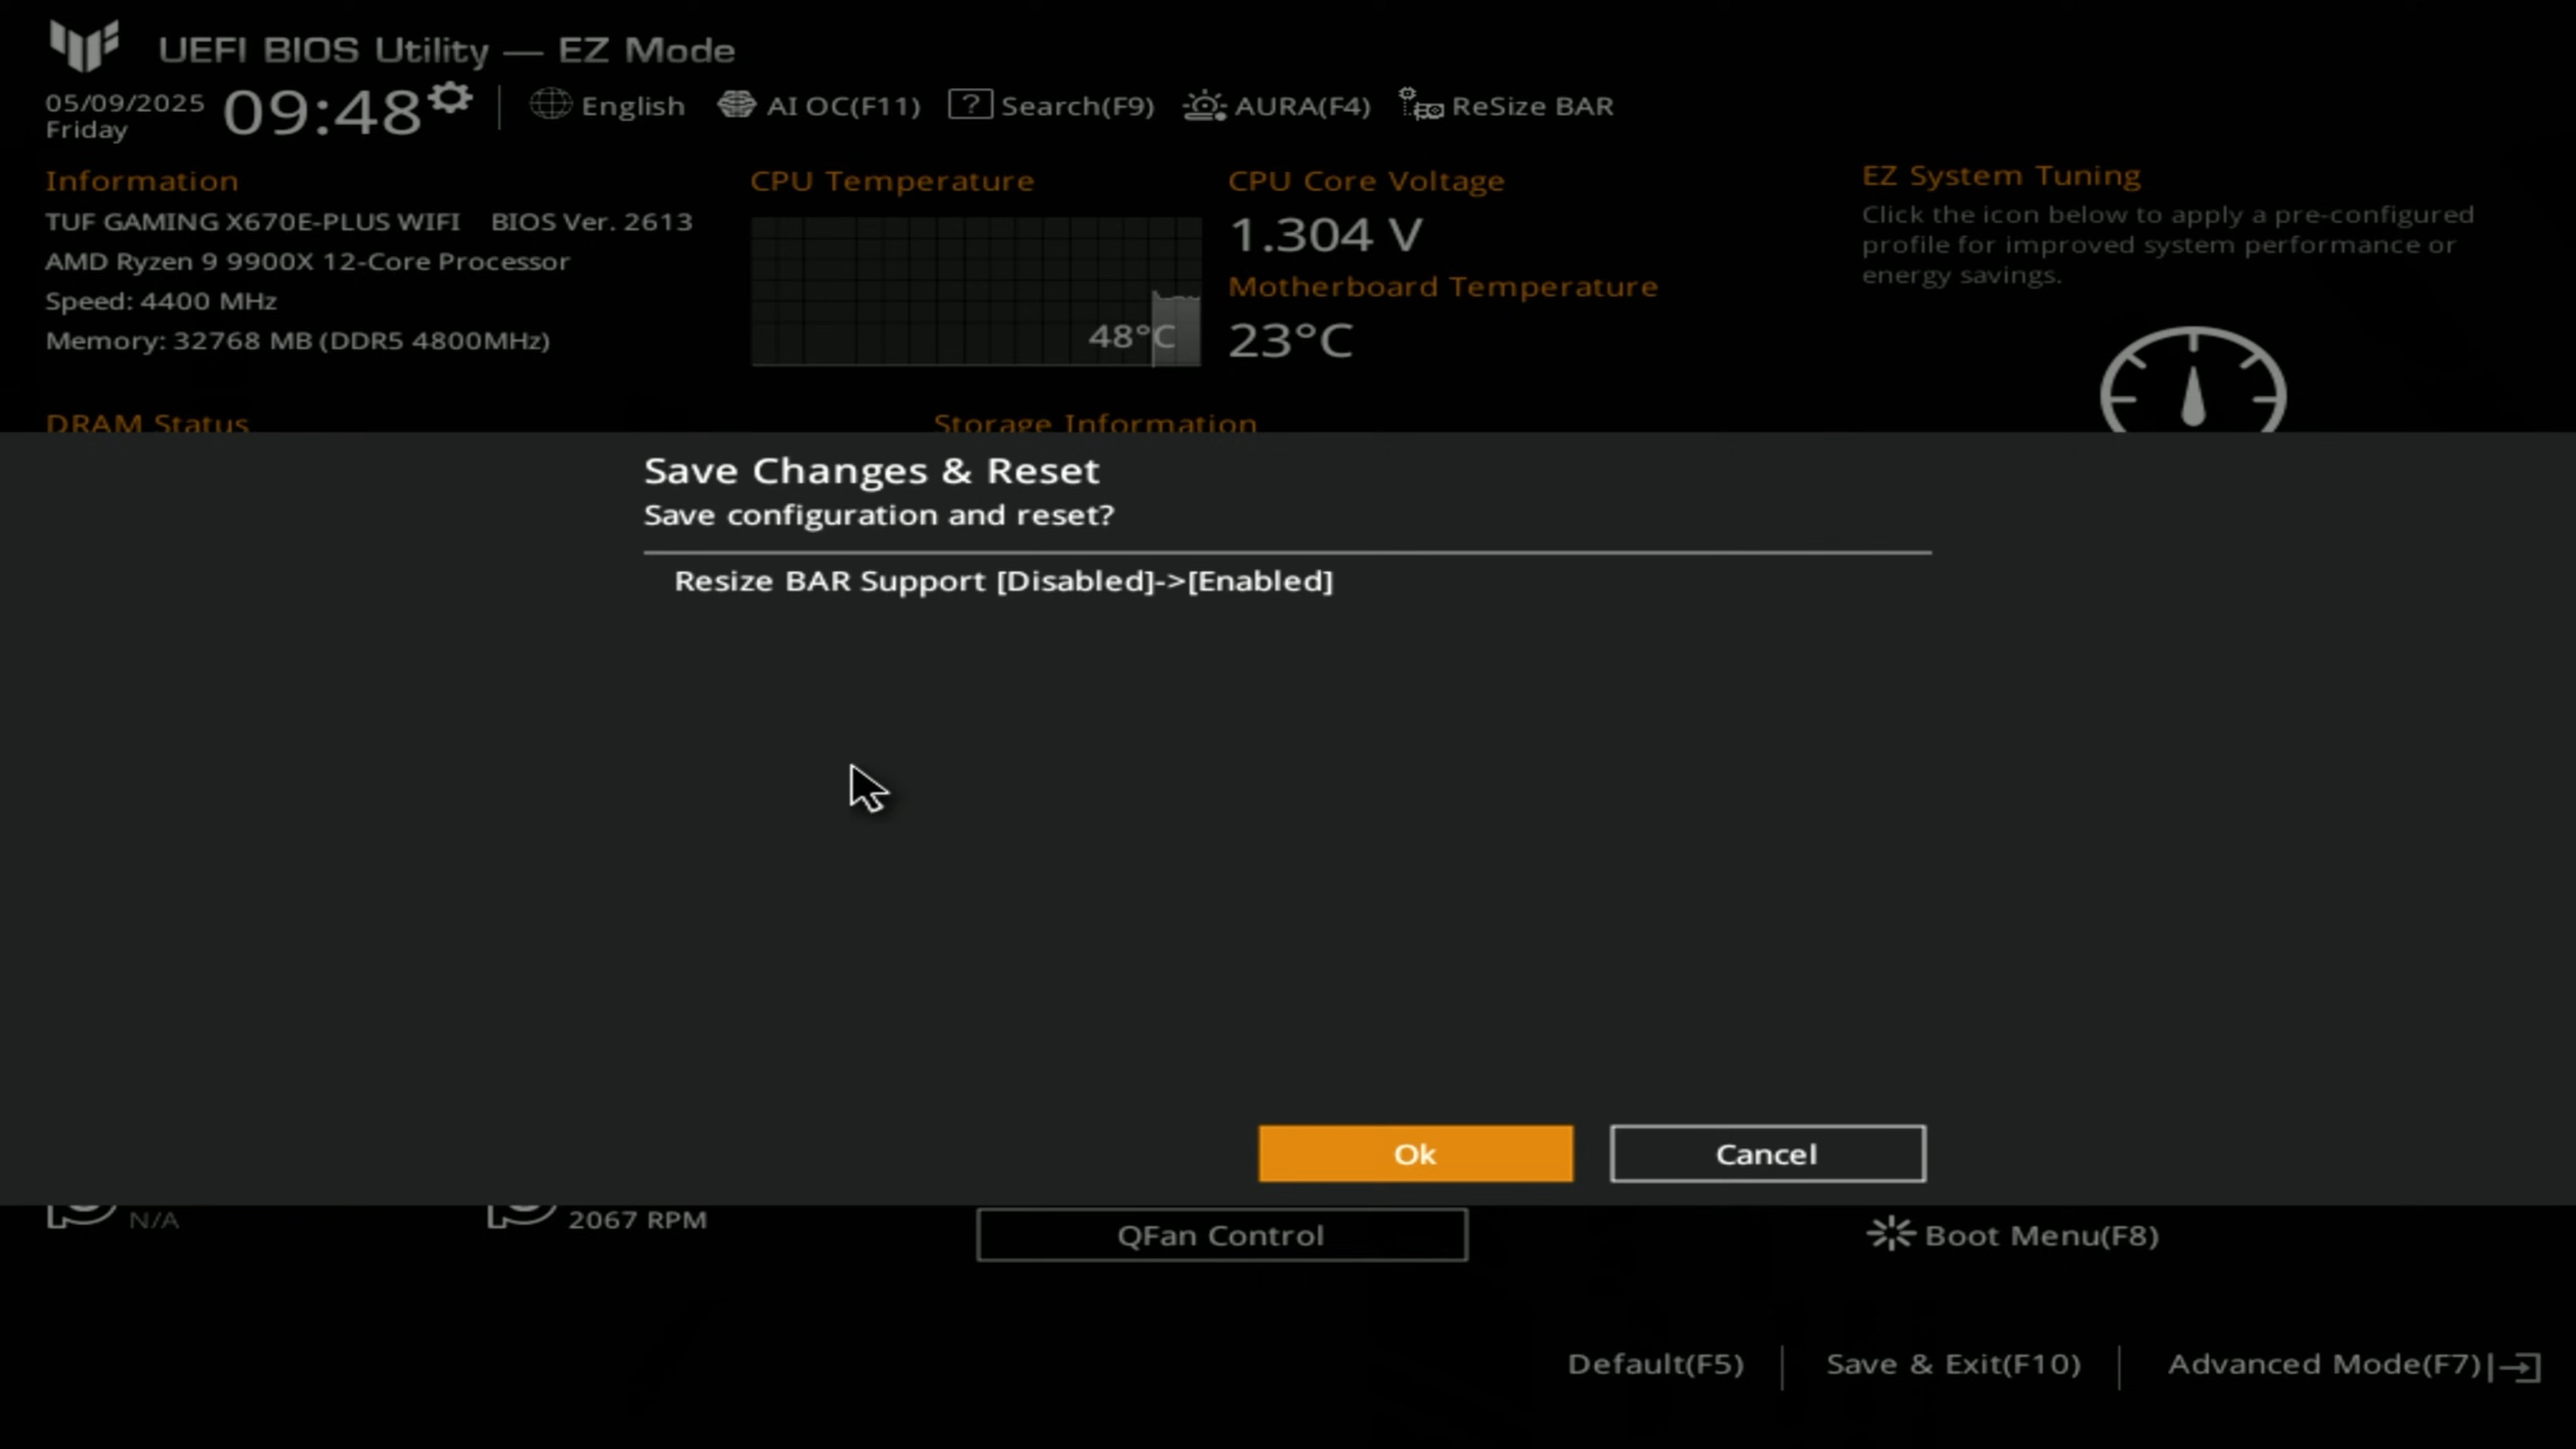 UEFI BIOS Utility — EZ Mode
05/09/2025
Friday
09:48
English
AI OC(F11)
Search(F9)
AURA(F4)
ReSize BAR
Information
TUF GAMING X670E-PLUS WIFI BIOS Ver. 2613
AMD Ryzen 9 9900X 12-Core Processor
Speed: 4400 MHz
Memory: 32768 MB (DDR5 4800MHz)
CPU Temperature
48°C
CPU Core Voltage
1.304 V
Motherboard Temperature
23°C
EZ System Tuning
Click the icon below to apply a pre-configured
profile for improved system performance or
energy savings.
DRAM Status
Storage Information
Save Changes & Reset
Save configuration and reset?
Resize BAR Support [Disabled]->[Enabled]
Ok
Cancel
N/A
2067 RPM
QFan Control
Boot Menu(F8)
Default(F5)
Save & Exit(F10)
Advanced Mode(F7)